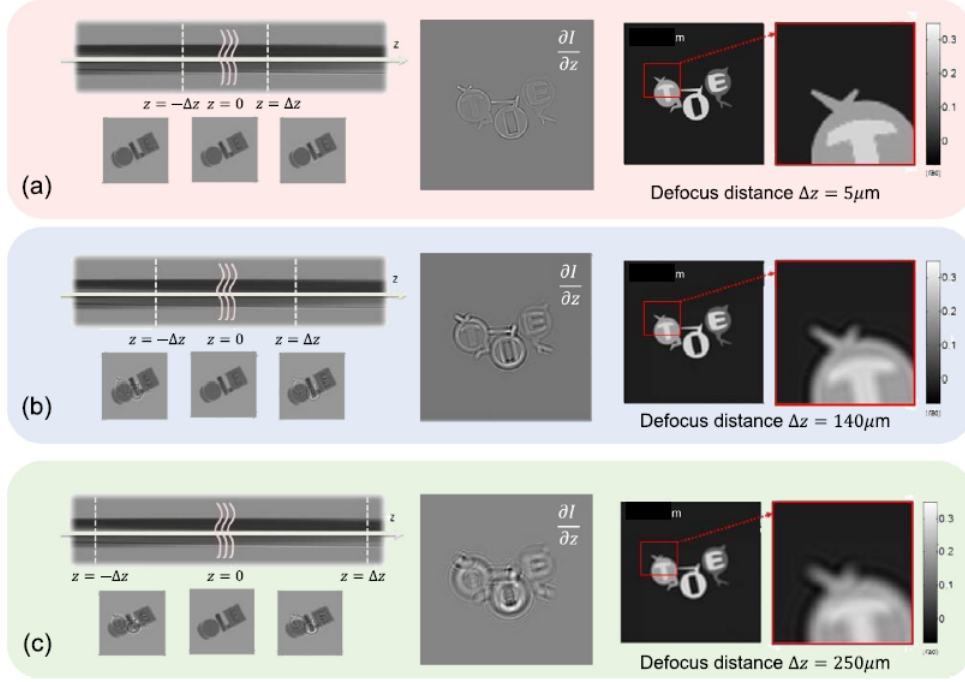 z
z = −Δz z = 0 z = Δz
∂I
∂z
m
T I E
T
0.3
0.2
0.1
0
[rad]
(a)
Defocus distance Δz = 5μm
z
z = −Δz z = 0 z = Δz
∂I
∂z
m
T I E
T
0.3
0.2
0.1
0
[rad]
(b)
Defocus distance Δz = 140μm
z
z = −Δz z = 0 z = Δz
∂I
∂z
m
T I E
T
0.3
0.2
0.1
0
[rad]
(c)
Defocus distance Δz = 250μm